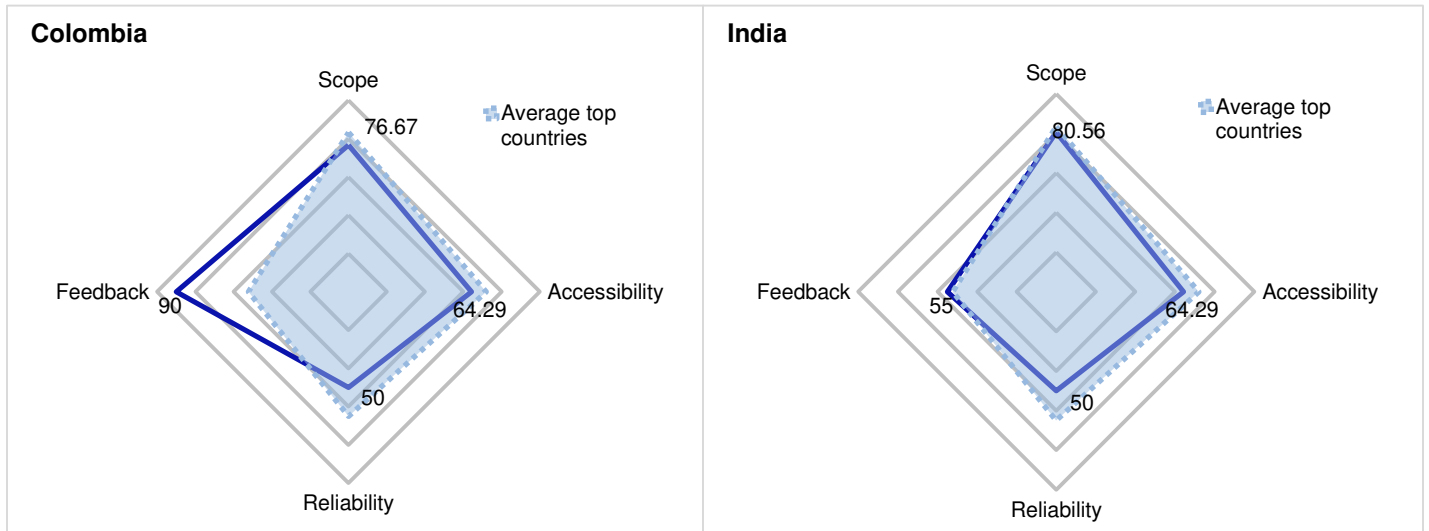 Colombia
Scope
Average top
countries
76.67
Feedback
90
Accessibility
64.29
50
Reliability
India
Scope
Average top
countries
80.56
Feedback
55
Accessibility
64.29
50
Reliability